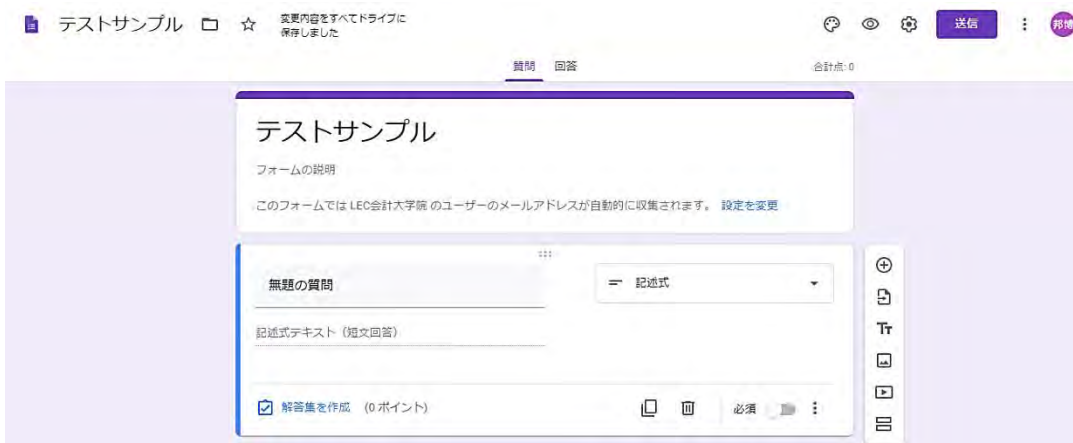 テストサンプル
変更内容をすべてドライブに
保存しました
送信
邦博
質問 回答
合計点: 0
テストサンプル
フォームの説明
このフォームでは LEC会計大学院 のユーザーのメールアドレスが自動的に収集されます。 設定を変更
無題の質問
記述式
記述式テキスト（短文回答）
Tт
解答集を作成 （0 ポイント）
必須